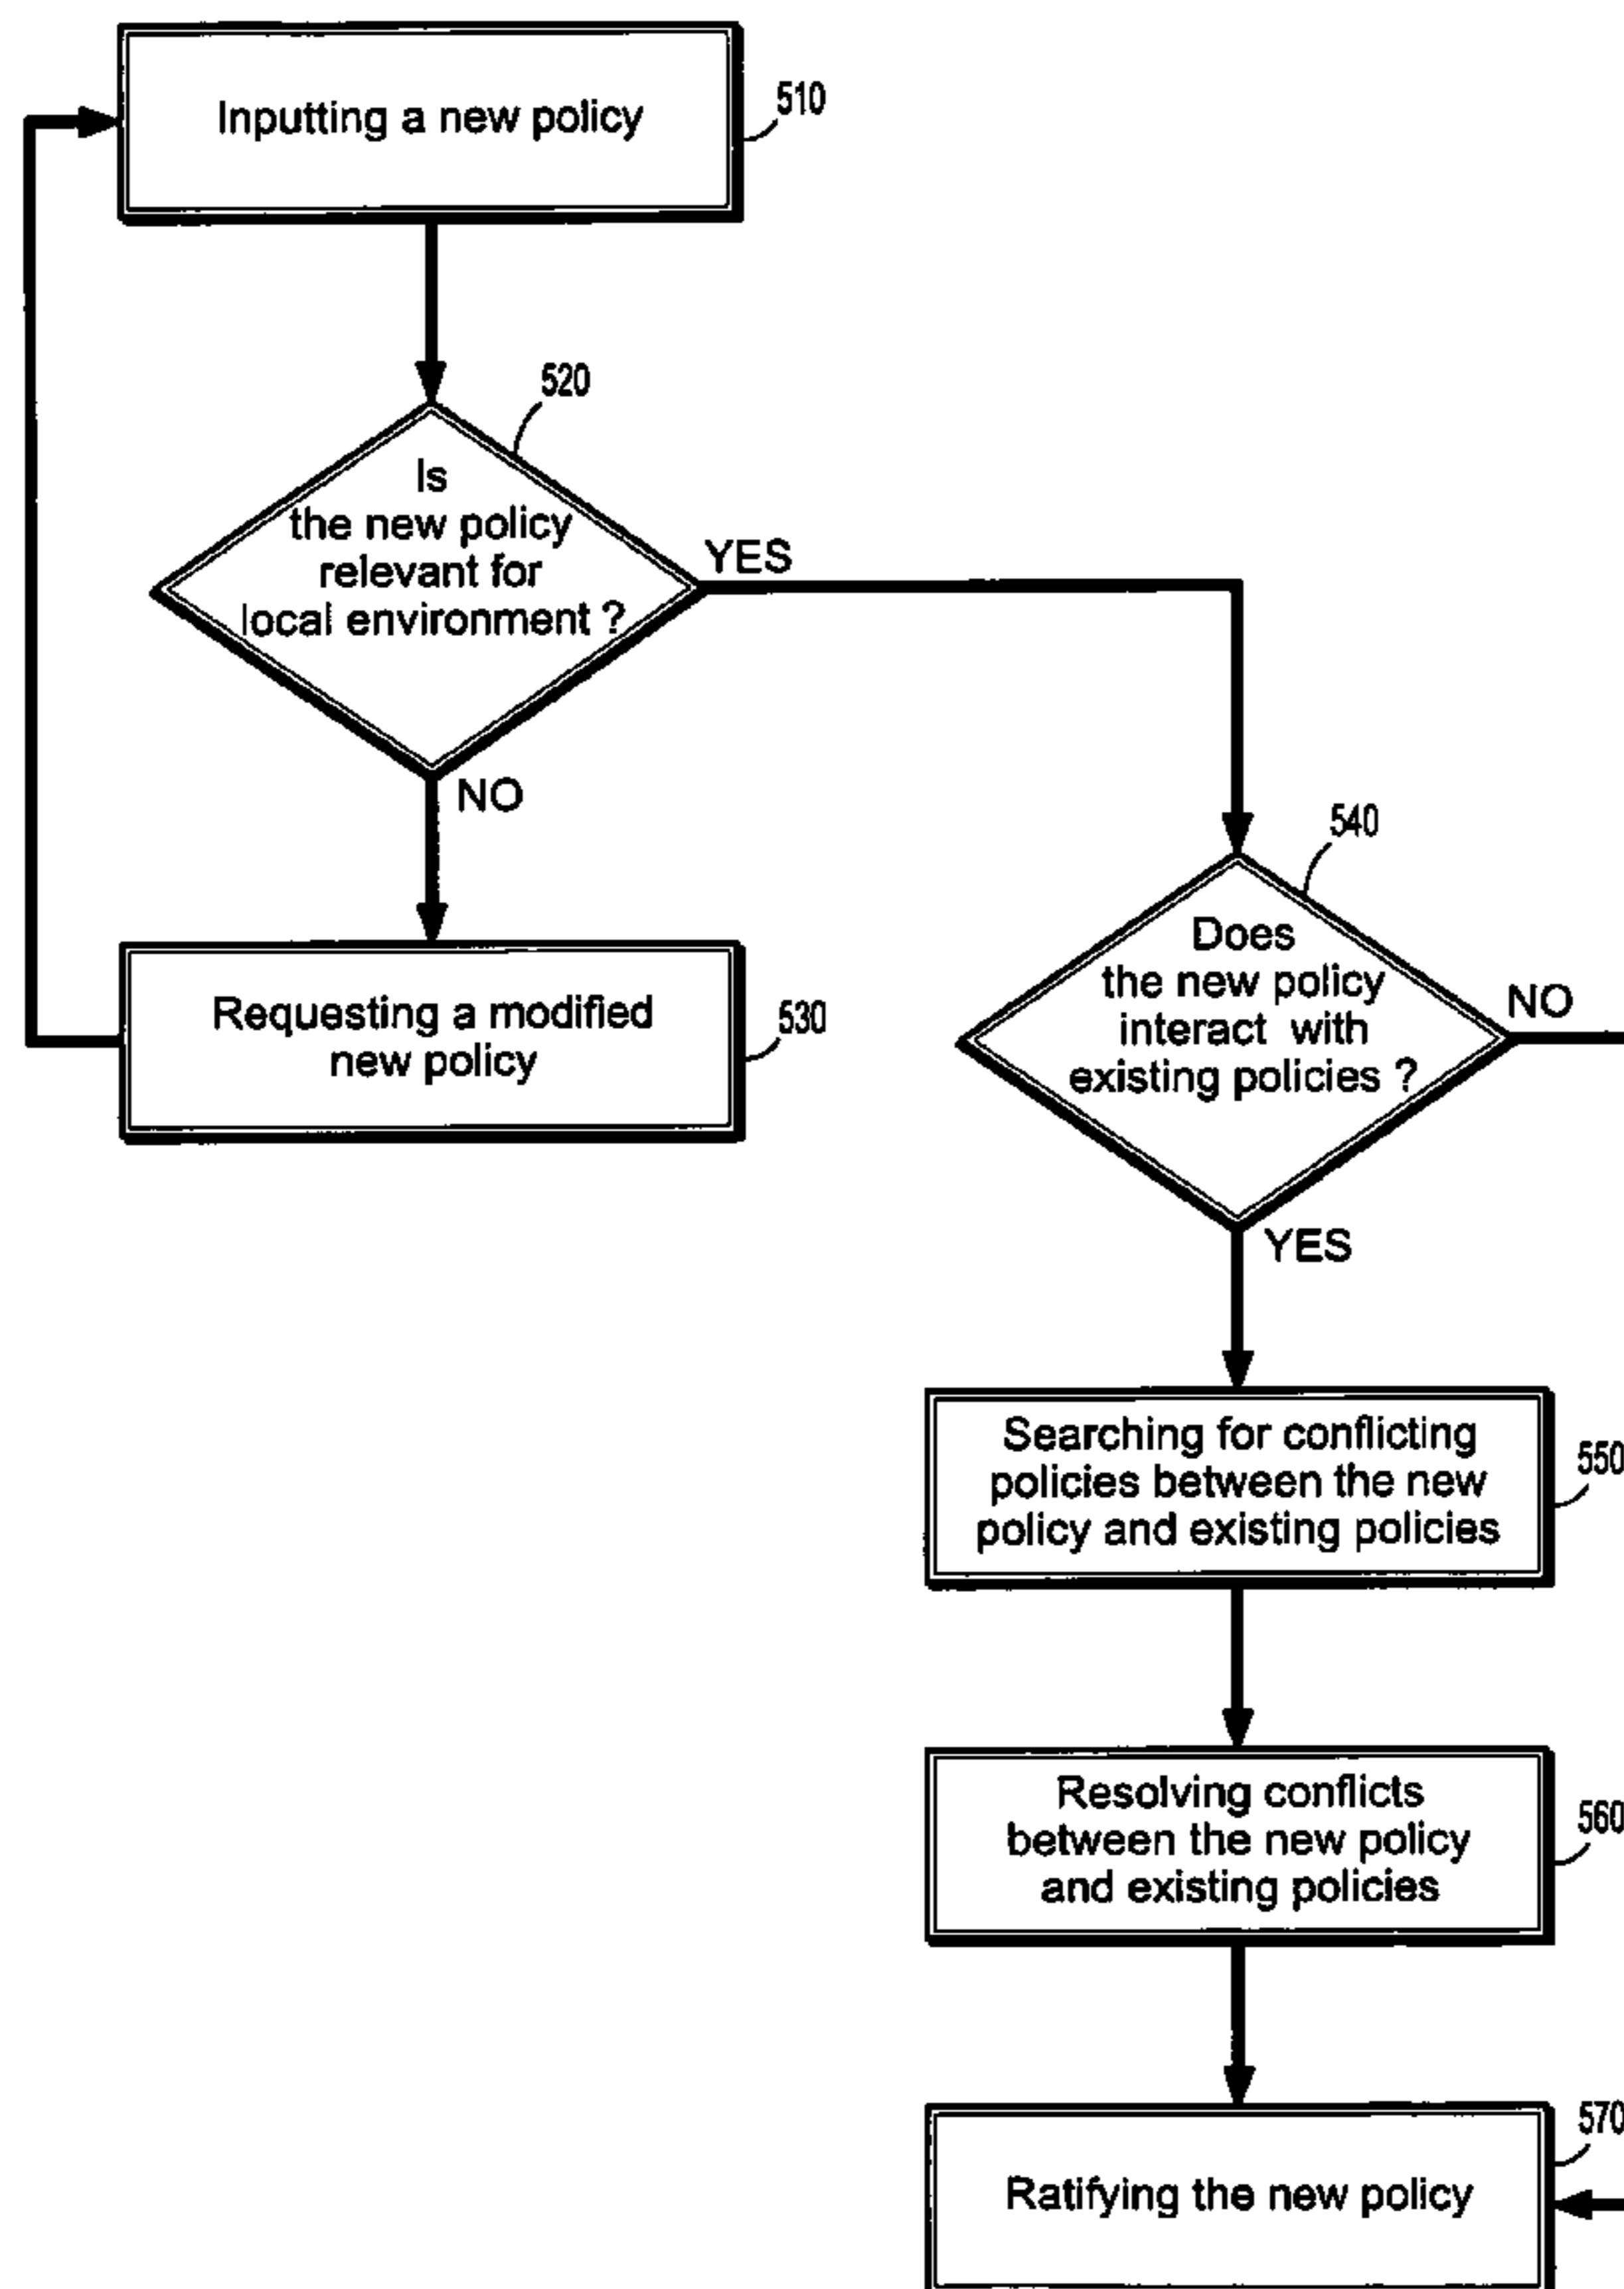 Inputting a new policy
510
520
Is
the new policy
relevant for
local environment ?
YES
NO
Requesting a modified
new policy
530
540
Does
the new policy
interact with
existing policies ?
NO
YES
Searching for conflicting
policies between the new
policy and existing policies
550
Resolving conflicts
between the new policy
and existing policies
560
Ratifying the new policy
570